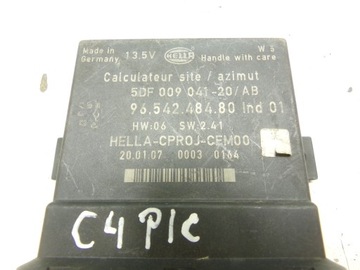 Made in Germany 13.5V HELLA W S Handle with care
Calculateur site / azimut
5DF 009 041-20/AB
96.542.484.80 Ind 01
HW:06 SW 2.41
HELLA-CPROJ-CEM00
20.01.07 0003 0164
C4 PIC